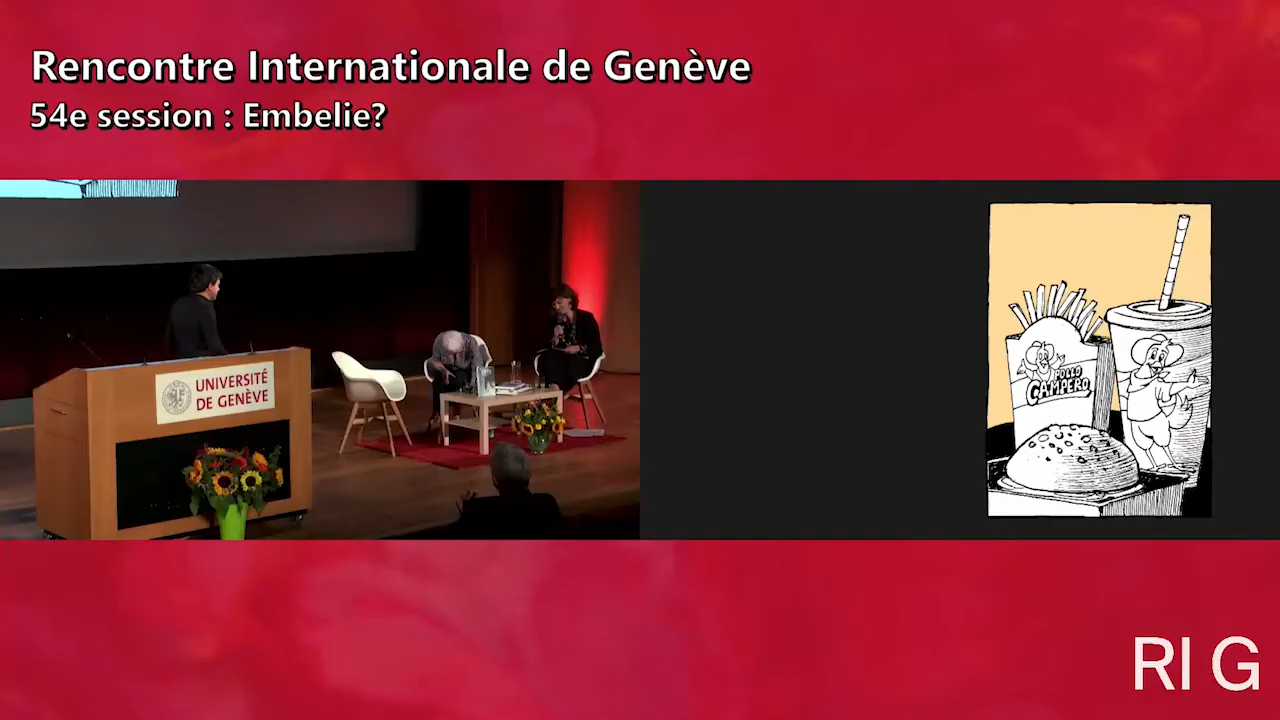 Rencontre Internationale de Genève
54e session : Embelie?
UNIVERSITÉ
DE GENÈVE
POLLO
CAMPERO
RI G